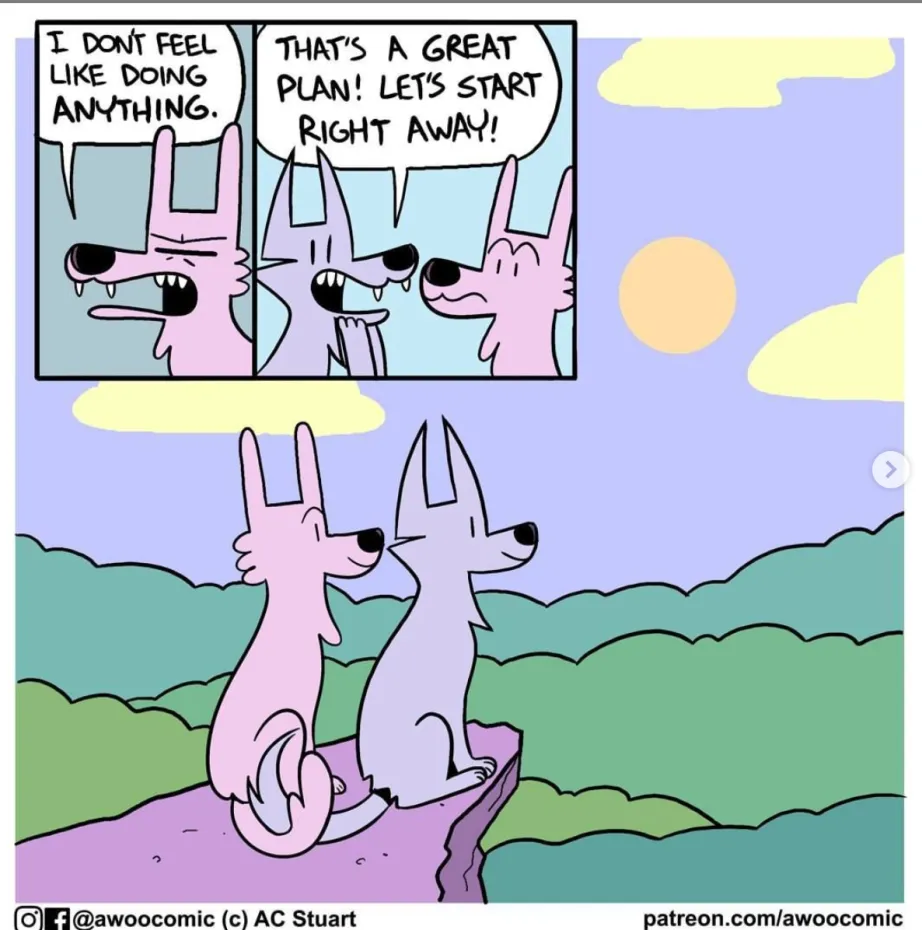 I DON'T FEEL
LIKE DOING
ANYTHING.
THAT'S A GREAT
PLAN! LET'S START
RIGHT AWAY!
@awoocomic (c) AC Stuart
patreon.com/awoocomic